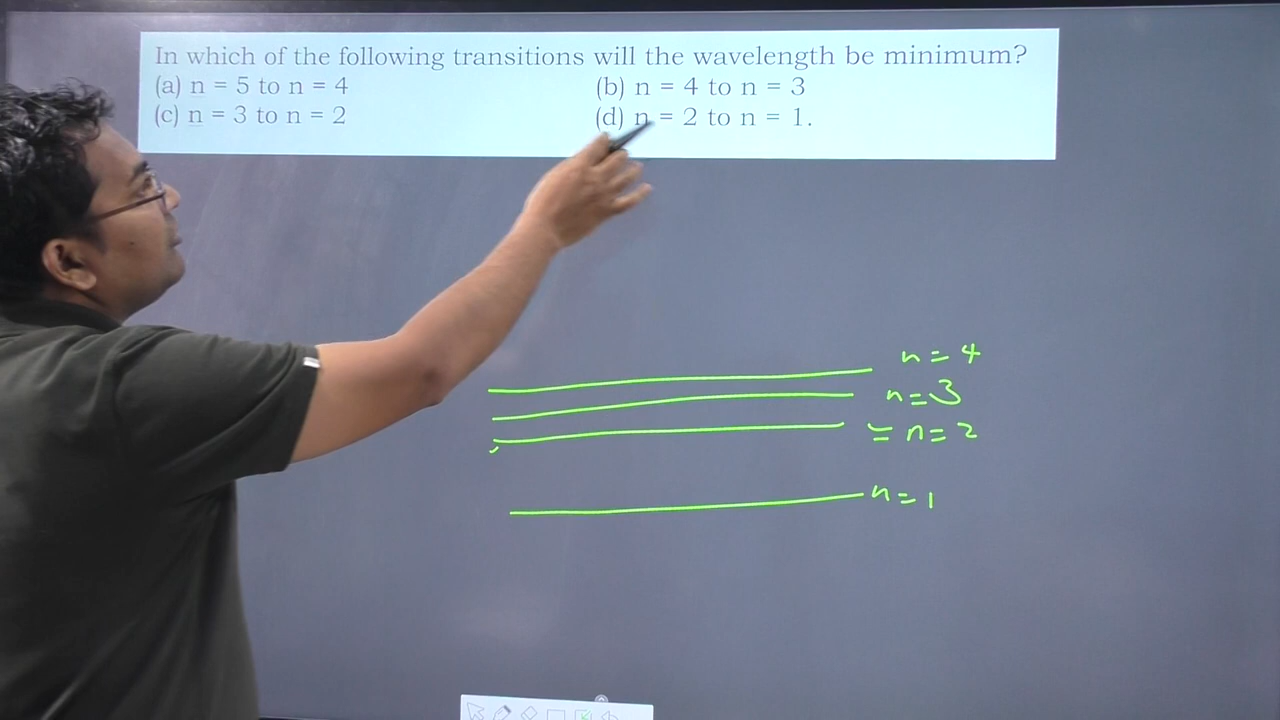 In which of the following transitions will the wavelength be minimum?
(a) n = 5 to n = 4 (b) n = 4 to n = 3
(c) n = 3 to n = 2 (d) n = 2 to n = 1.
n = 4
n = 3
= n = 2
n = 1